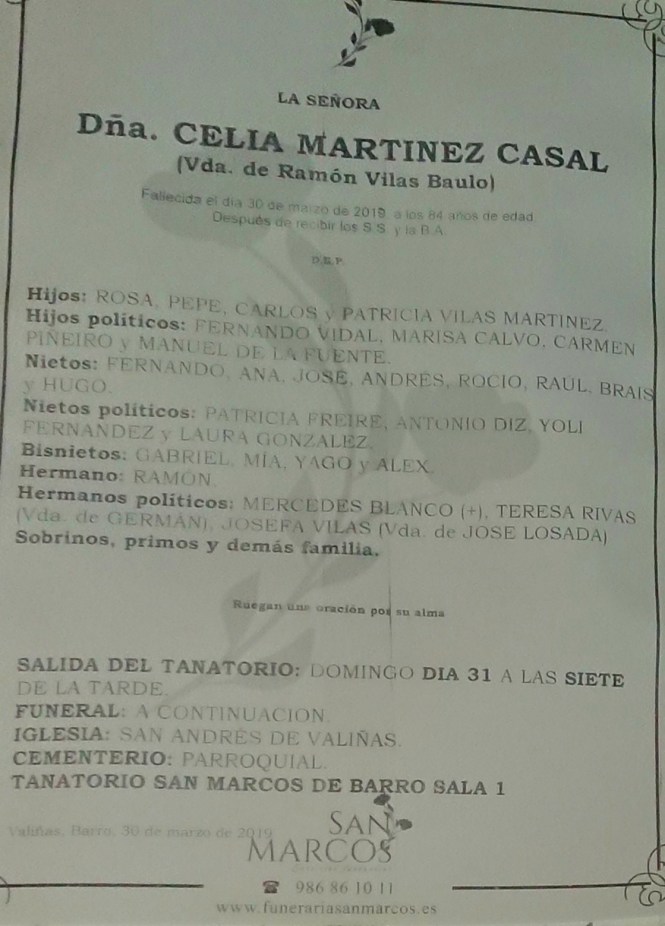 LA SEÑORA
Dña. CELIA MARTINEZ CASAL
(Vda. de Ramón Vilas Baulo)
Fallecida el día 30 de marzo de 2019, a los 84 años de edad.
Después de recibir los S.S. y la B.A.
D.E.P.
Hijos: ROSA, PEPE, CARLOS y PATRICIA VILAS MARTINEZ.
Hijos políticos: FERNANDO VIDAL, MARISA CALVO, CARMEN
PIÑEIRO y MANUEL DE LA FUENTE.
Nietos: FERNANDO, ANA, JOSÉ, ANDRÉS, ROCIO, RAÚL, BRAIS
y HUGO.
Nietos políticos: PATRICIA FREIRE, ANTONIO DIZ, YOLI
FERNANDEZ y LAURA GONZALEZ.
Bisnietos: GABRIEL, MÍA, YAGO y ALEX.
Hermano: RAMÓN.
Hermanos políticos: MERCEDES BLANCO (+), TERESA RIVAS
(Vda. de GERMÁN), JOSEFA VILAS (Vda. de JOSE LOSADA)
Sobrinos, primos y demás familia.
Ruegan una oración por su alma
SALIDA DEL TANATORIO: DOMINGO DIA 31 A LAS SIETE
DE LA TARDE.
FUNERAL: A CONTINUACION.
IGLESIA: SAN ANDRÉS DE VALIÑAS.
CEMENTERIO: PARROQUIAL.
TANATORIO SAN MARCOS DE BARRO SALA 1
Valiñas, Barro, 30 de marzo de 2019
SAN
MARCOS
☎ 986 86 10 11
www.funerariasanmarcos.es